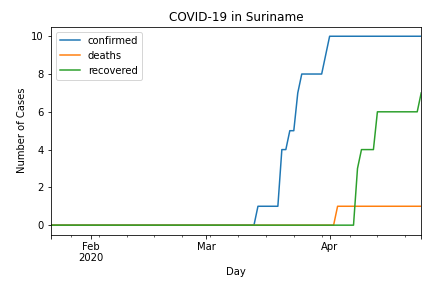 COVID-19 in Suriname
confirmed
deaths
recovered
10
8
6
4
2
0
Number of Cases
Feb
2020
Mar
Apr
Day